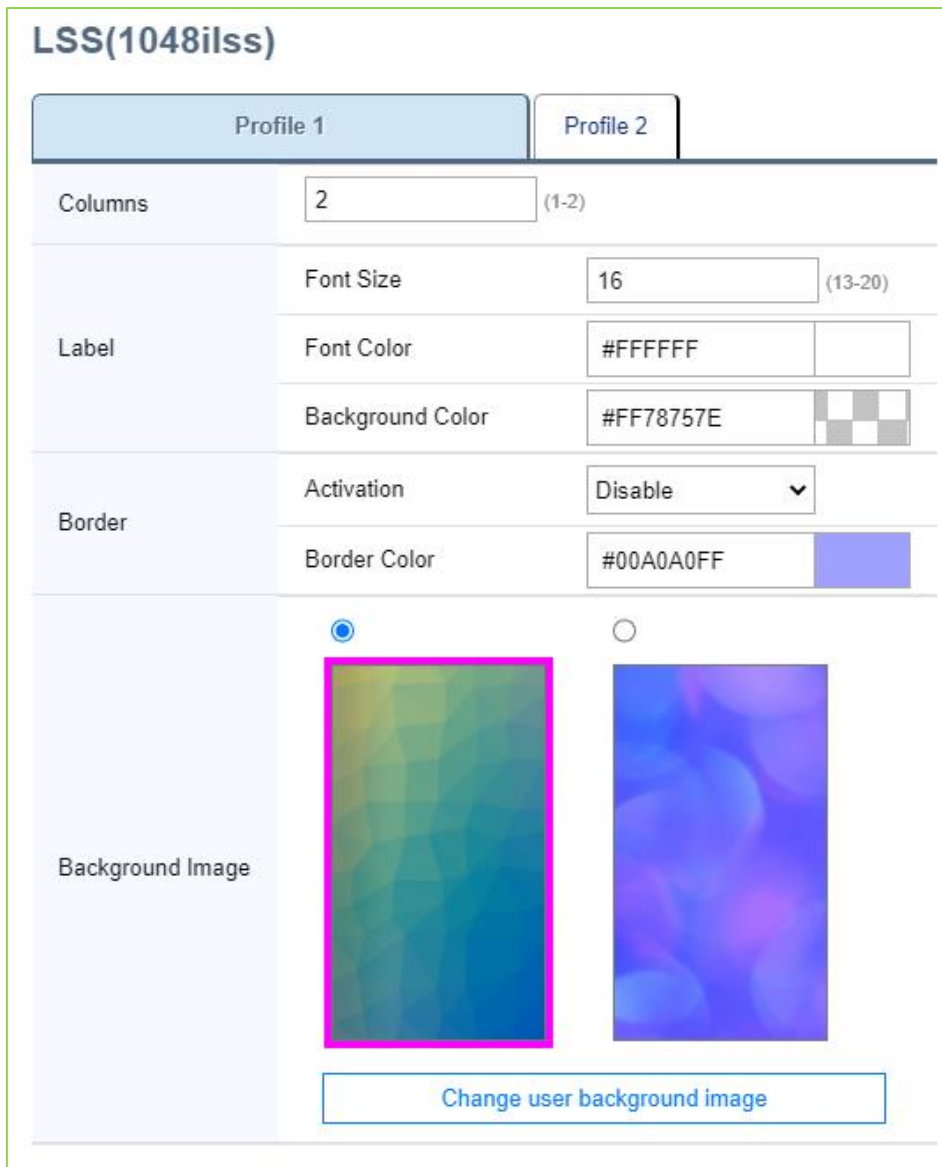 LSS(1048ilss)
Profile 1 Profile 2
Columns 2 (1-2)
Label
Font Size 16 (13-20)
Font Color #FFFFFF
Background Color #FF78757E
Border
Activation Disable
Border Color #00A0A0FF
Background Image
Change user background image